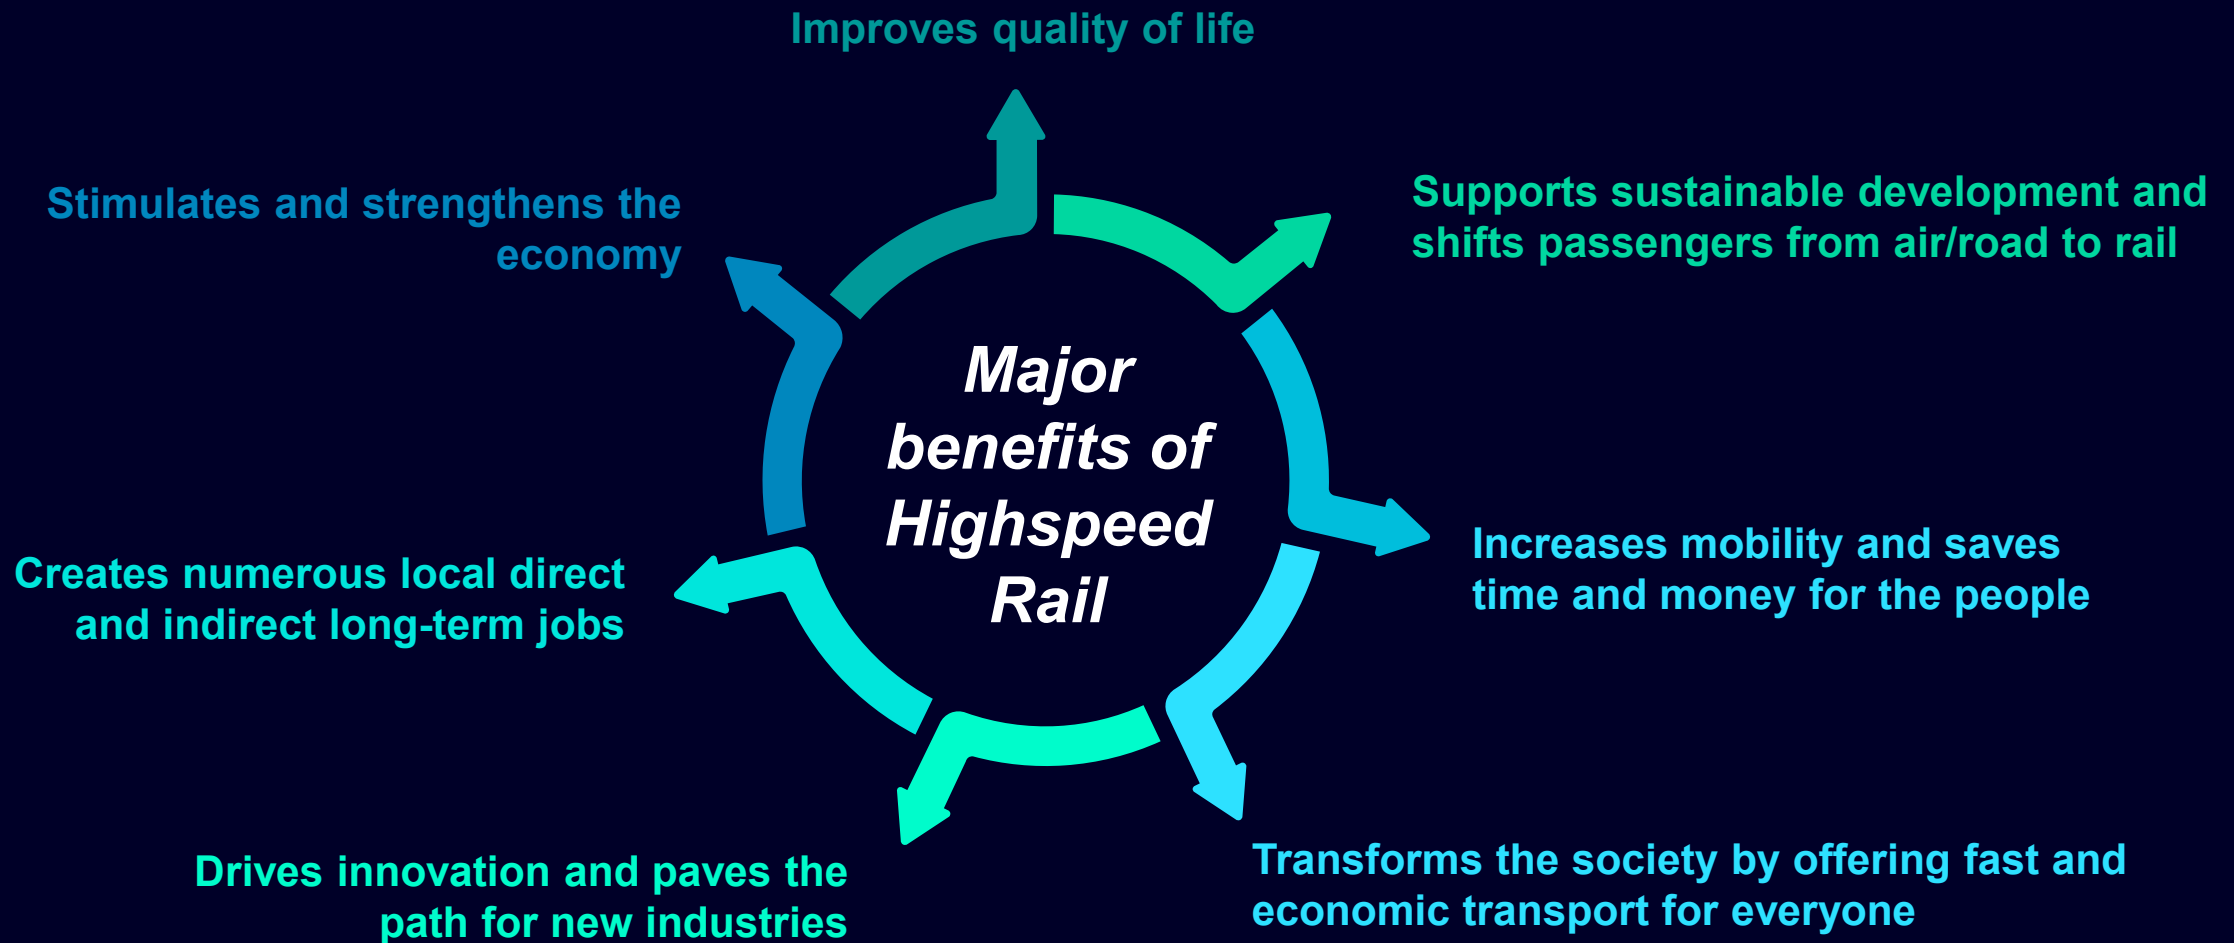 Improves quality of life
Supports sustainable development and
shifts passengers from air/road to rail
Increases mobility and saves
time and money for the people
Transforms the society by offering fast and
economic transport for everyone
Drives innovation and paves the
path for new industries
Creates numerous local direct
and indirect long-term jobs
Stimulates and strengthens the
economy
Major
benefits of
Highspeed
Rail